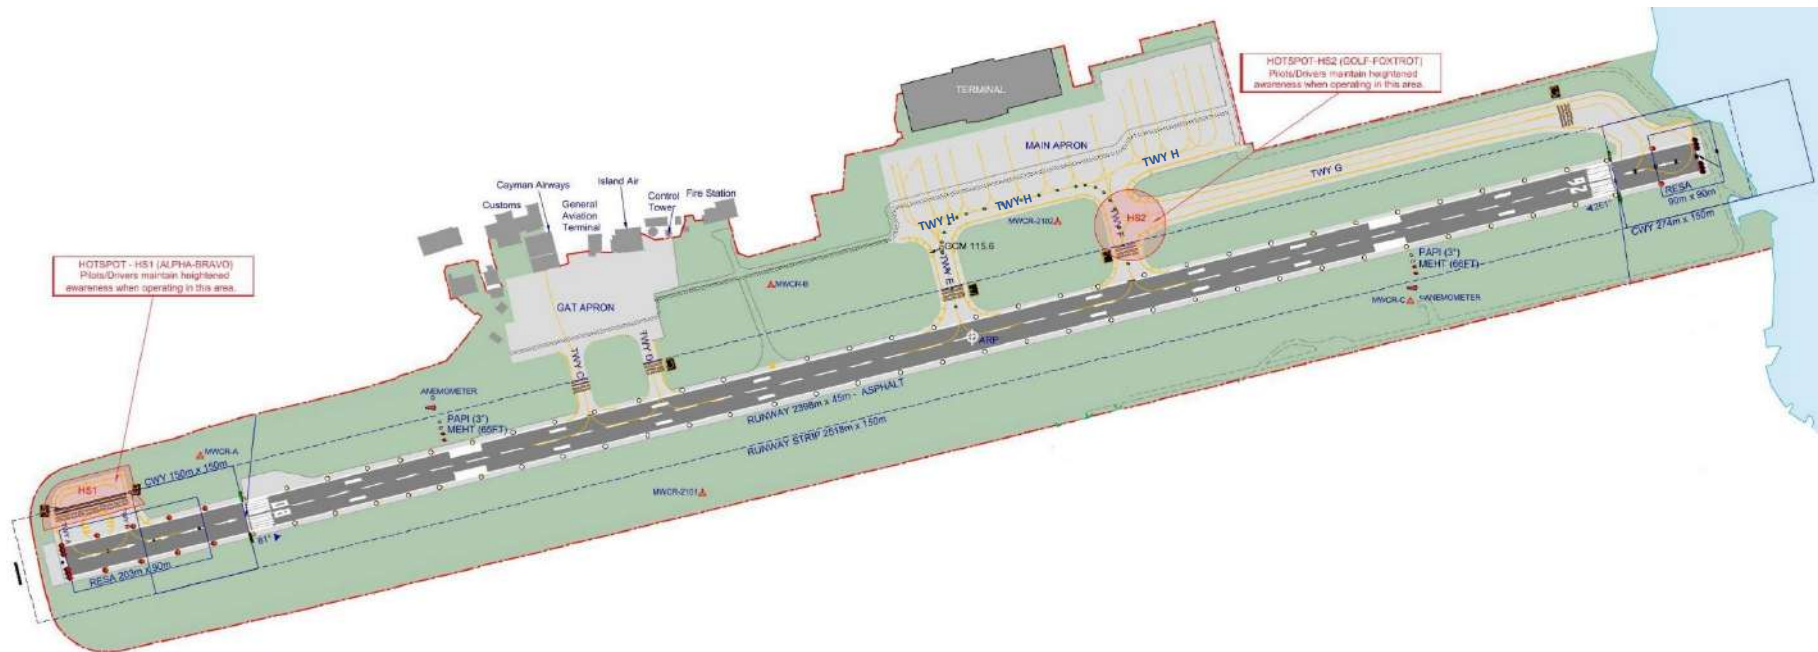 HOTSPOT-HS2 (GOLF-FOXTROT)
Pilots/Drivers maintain heightened
awareness when operating in this area.
TERMINAL
MAIN APRON
TWY H
TWY G
HS2
TWY F
TWY H
TWY H
MWCR-2102
SGCM 115.6
TWY E
26
261°
RESA
90m x 90m
CWY 274m x 150m
PAPI (3°)
MEHT (66FT)
MWCR-C
ANEMOMETER
Cayman Airways
Customs
General
Aviation
Terminal
Island Air
Control
Tower
Fire Station
HOTSPOT - HS1 (ALPHA-BRAVO)
Pilots/Drivers maintain heightened
awareness when operating in this area.
GAT APRON
MWCR-B
ARP
TWY C
TWY D
ANEMOMETER
PAPI (3°)
MEHT (65FT)
RUNWAY 2398m x 45m - ASPHALT
RUNWAY STRIP 2518m x 150m
MWCR-A
CWY 150m x 150m
HS1
TWY A
MWCR-2101
08
81°
RESA 203m x 90m